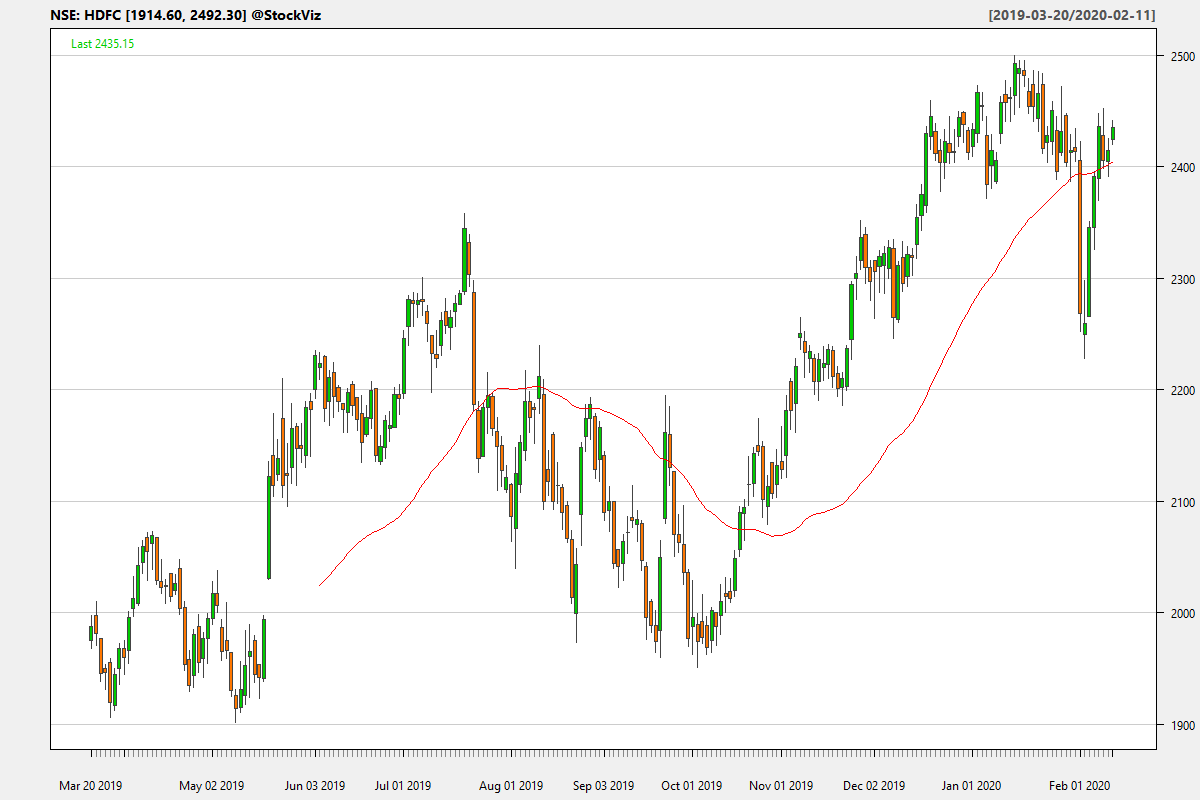 NSE: HDFC [1914.60, 2492.30] @StockViz
[2019-03-20/2020-02-11]
Last 2435.15
2500
2400
2300
2200
2100
2000
1900
Mar 20 2019 May 02 2019 Jun 03 2019 Jul 01 2019 Aug 01 2019 Sep 03 2019 Oct 01 2019 Nov 01 2019 Dec 02 2019 Jan 01 2020 Feb 01 2020